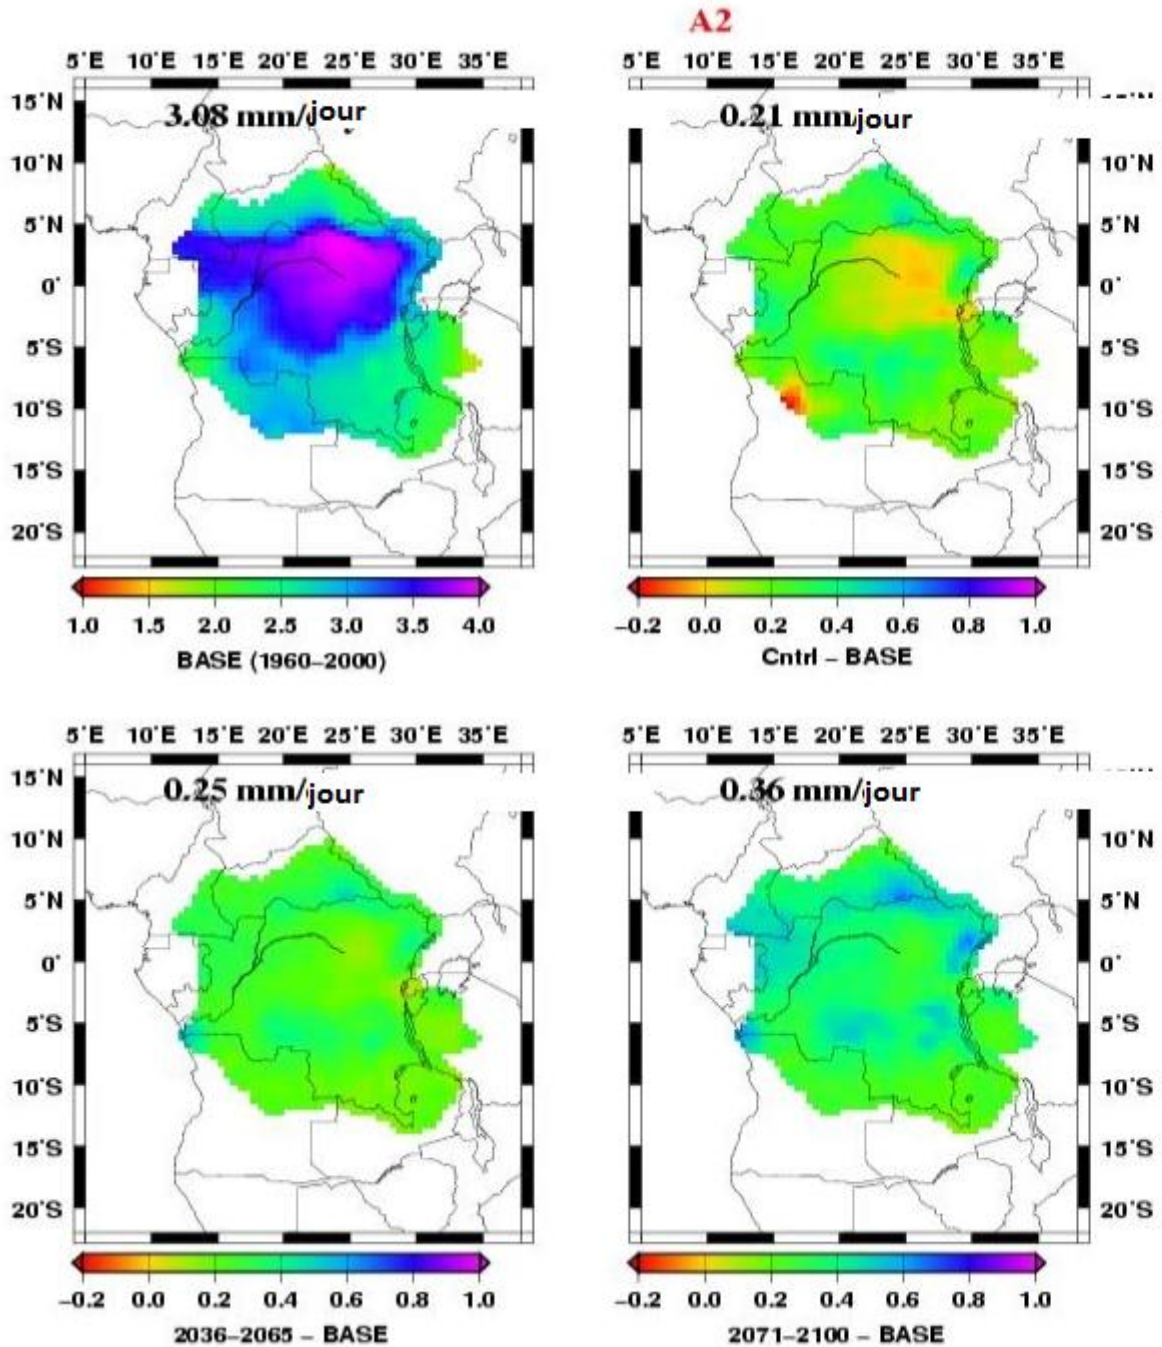 A2
5°E 10°E 15°E 20°E 25°E 30°E 35°E
5°E 10°E 15°E 20°E 25°E 30°E 35°E
3.08 mm/jour
0.21 mm/jour
15°N
10°N
10°N
5°N
5°N
0°
0°
5°S
5°S
10°S
10°S
15°S
15°S
20°S
20°S
1.0 1.5 2.0 2.5 3.0 3.5 4.0
−0.2 0.0 0.2 0.4 0.6 0.8 1.0
BASE (1960–2000)
Cntrl – BASE
5°E 10°E 15°E 20°E 25°E 30°E 35°E
5°E 10°E 15°E 20°E 25°E 30°E 35°E
0.25 mm/jour
0.36 mm/jour
15°N
10°N
10°N
5°N
5°N
0°
0°
5°S
5°S
10°S
10°S
15°S
15°S
20°S
20°S
−0.2 0.0 0.2 0.4 0.6 0.8 1.0
−0.2 0.0 0.2 0.4 0.6 0.8 1.0
2036–2065 – BASE
2071–2100 – BASE